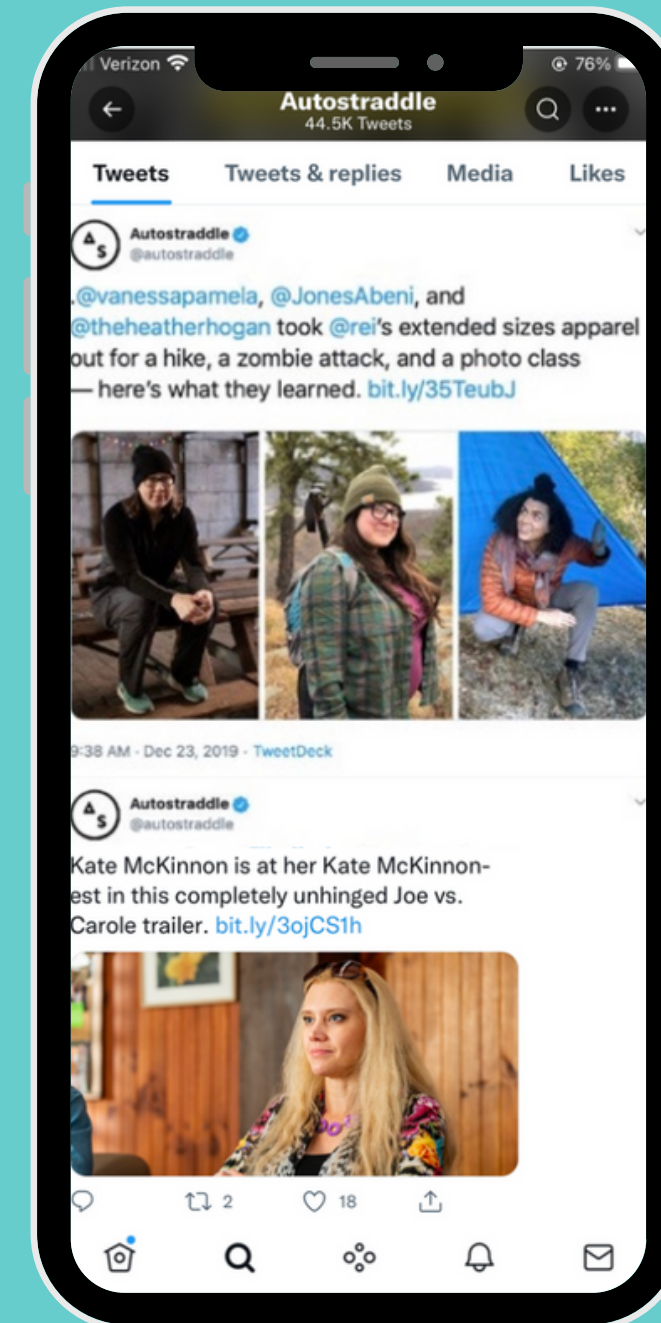 Verizon 76%
Autostraddle
44.5K Tweets
Tweets Tweets & replies Media Likes
A
S
Autostraddle
@autostraddle
.@vanessapamela, @JonesAbeni, and
@theheatherhogan took @rei's extended sizes apparel
out for a hike, a zombie attack, and a photo class
— here's what they learned. bit.ly/35TeubJ
9:38 AM · Dec 23, 2019 · TweetDeck
A
S
Autostraddle
@autostraddle
Kate McKinnon is at her Kate McKinnon-
est in this completely unhinged Joe vs.
Carole trailer. bit.ly/3ojCS1h
2 18